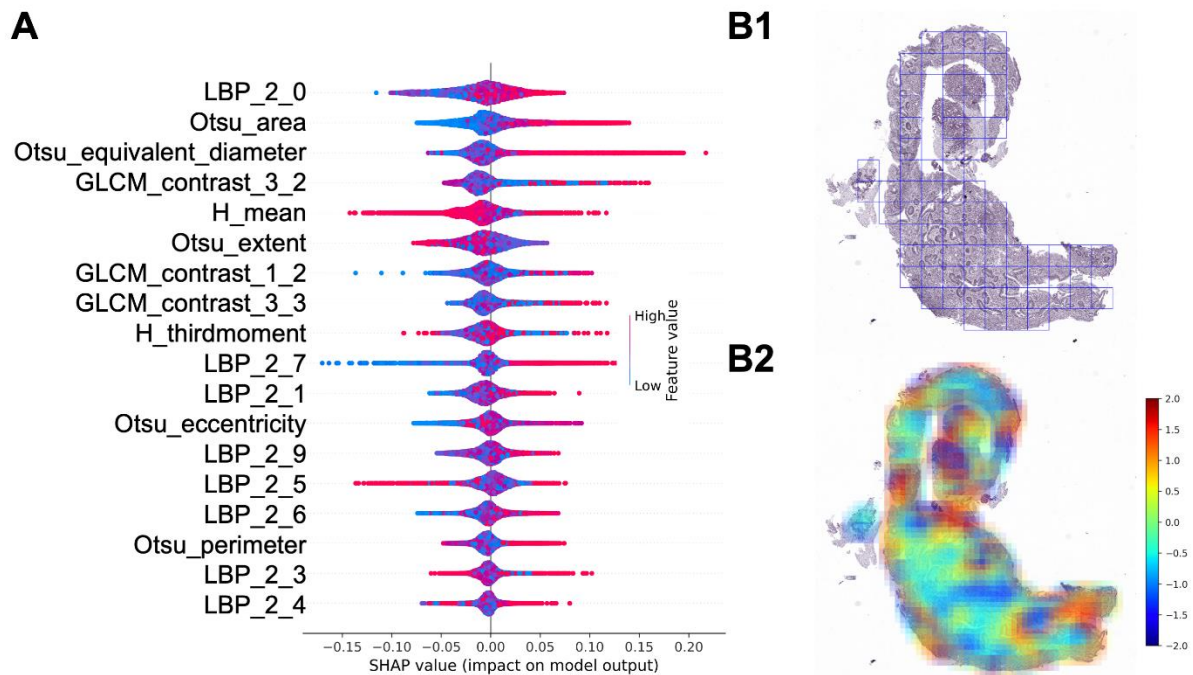 A
LBP_2_0
Otsu_area
Otsu_equivalent_diameter
GLCM_contrast_3_2
H_mean
Otsu_extent
GLCM_contrast_1_2
GLCM_contrast_3_3
H_thirdmoment
LBP_2_7
LBP_2_1
Otsu_eccentricity
LBP_2_9
LBP_2_5
LBP_2_6
Otsu_perimeter
LBP_2_3
LBP_2_4
High
Low
Feature value
−0.15 −0.10 −0.05 0.00 0.05 0.10 0.15 0.20
SHAP value (impact on model output)
B1
B2
2.0
1.5
1.0
0.5
0.0
−0.5
−1.0
−1.5
−2.0